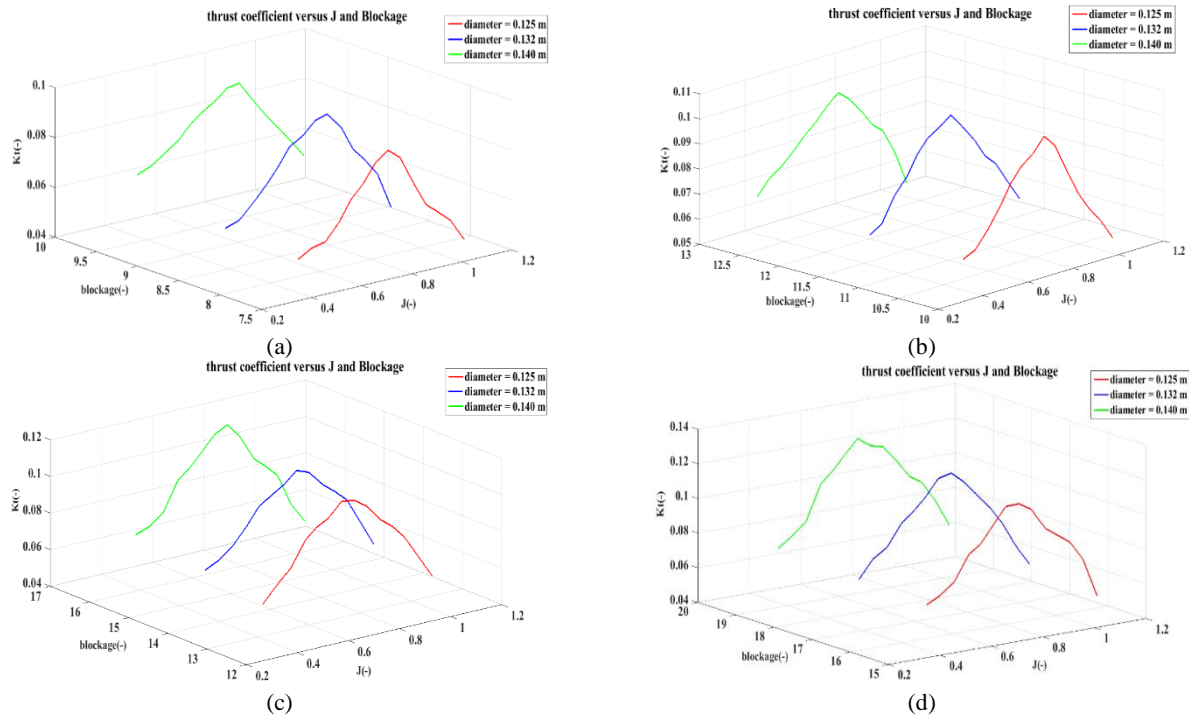 thrust coefficient versus J and Blockage
diameter = 0.125 m
diameter = 0.132 m
diameter = 0.140 m
Kt(-)
0.1
0.08
0.06
0.04
10
9.5
9
8.5
8
7.5
blockage(-)
0.2
0.4
0.6
0.8
1
1.2
J(-)
(a)
thrust coefficient versus J and Blockage
diameter = 0.125 m
diameter = 0.132 m
diameter = 0.140 m
Kt(-)
0.11
0.1
0.09
0.08
0.07
0.06
0.05
13
12.5
12
11.5
11
10.5
10
blockage(-)
0.2
0.4
0.6
0.8
1
1.2
J(-)
(b)
thrust coefficient versus J and Blockage
diameter = 0.125 m
diameter = 0.132 m
diameter = 0.140 m
Kt(-)
0.12
0.1
0.08
0.06
0.04
17
16
15
14
13
12
blockage(-)
0.2
0.4
0.6
0.8
1
1.2
J(-)
(c)
thrust coefficient versus J and Blockage
diameter = 0.125 m
diameter = 0.132 m
diameter = 0.140 m
Kt(-)
0.14
0.12
0.1
0.08
0.06
0.04
20
19
18
17
16
15
blockage(-)
0.2
0.4
0.6
0.8
1
1.2
J(-)
(d)